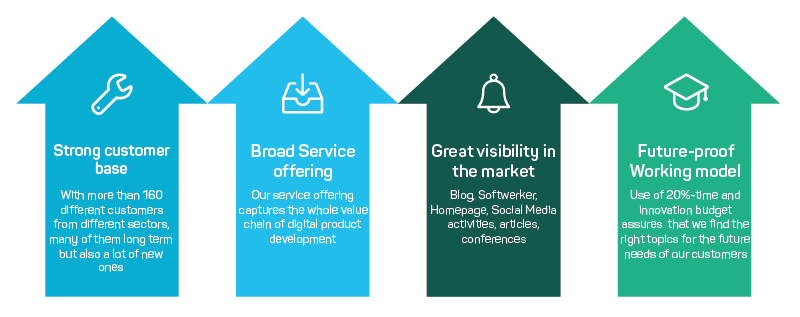 Strong customer
base
With more than 160
different customers
from different sectors,
many of them long term
but also a lot of new
ones
Broad Service
offering
Our service offering
captures the whole value
chain of digital product
development
Great visibility in
the market
Blog, Softwerker,
Homepage, Social Media
activities, articles,
conferences
Future-proof
Working model
Use of 20%-time and
innovation budget
assures that we find the
right topics for the future
needs of our customers